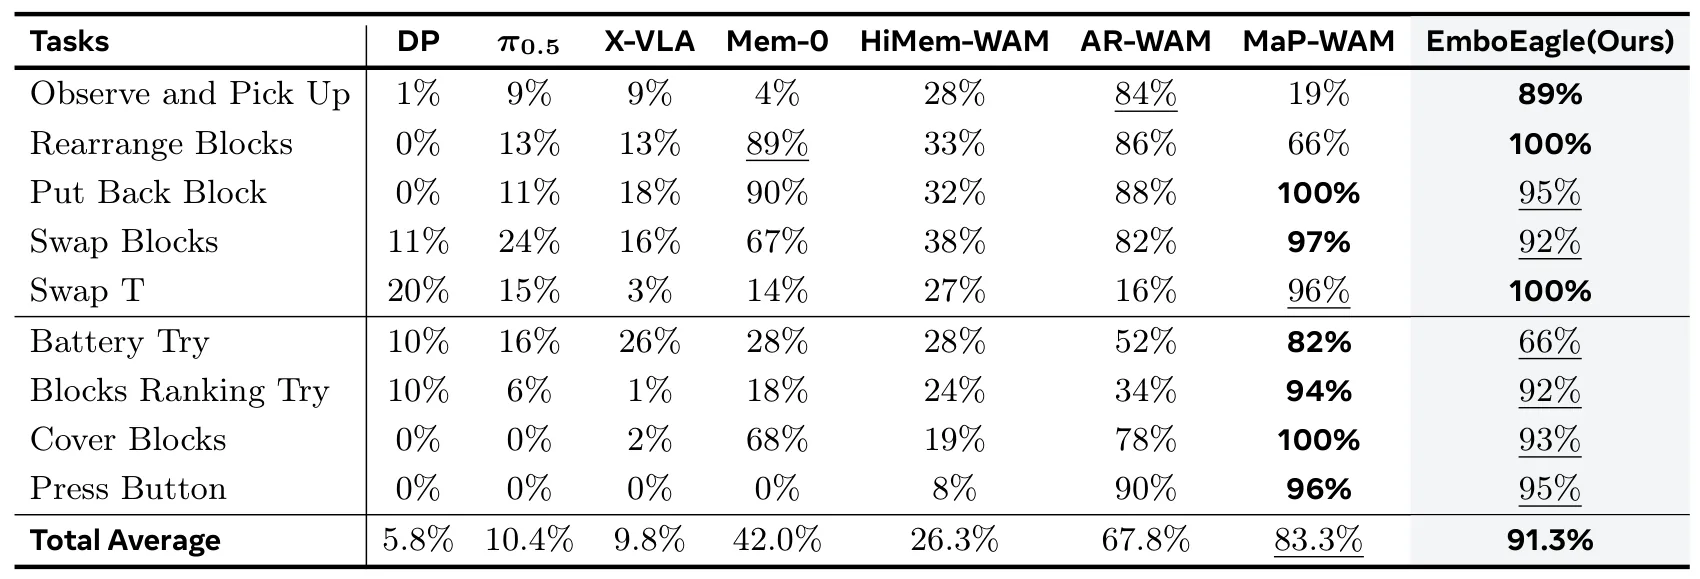 Tasks DP π0.5 X-VLA Mem-0 HiMem-WAM AR-WAM MaP-WAM EmboEagle(Ours)
Observe and Pick Up 1% 9% 9% 4% 28% 84% 19% 89%
Rearrange Blocks 0% 13% 13% 89% 33% 86% 66% 100%
Put Back Block 0% 11% 18% 90% 32% 88% 100% 95%
Swap Blocks 11% 24% 16% 67% 38% 82% 97% 92%
Swap T 20% 15% 3% 14% 27% 16% 96% 100%
Battery Try 10% 16% 26% 28% 28% 52% 82% 66%
Blocks Ranking Try 10% 6% 1% 18% 24% 34% 94% 92%
Cover Blocks 0% 0% 2% 68% 19% 78% 100% 93%
Press Button 0% 0% 0% 0% 8% 90% 96% 95%
Total Average 5.8% 10.4% 9.8% 42.0% 26.3% 67.8% 83.3% 91.3%